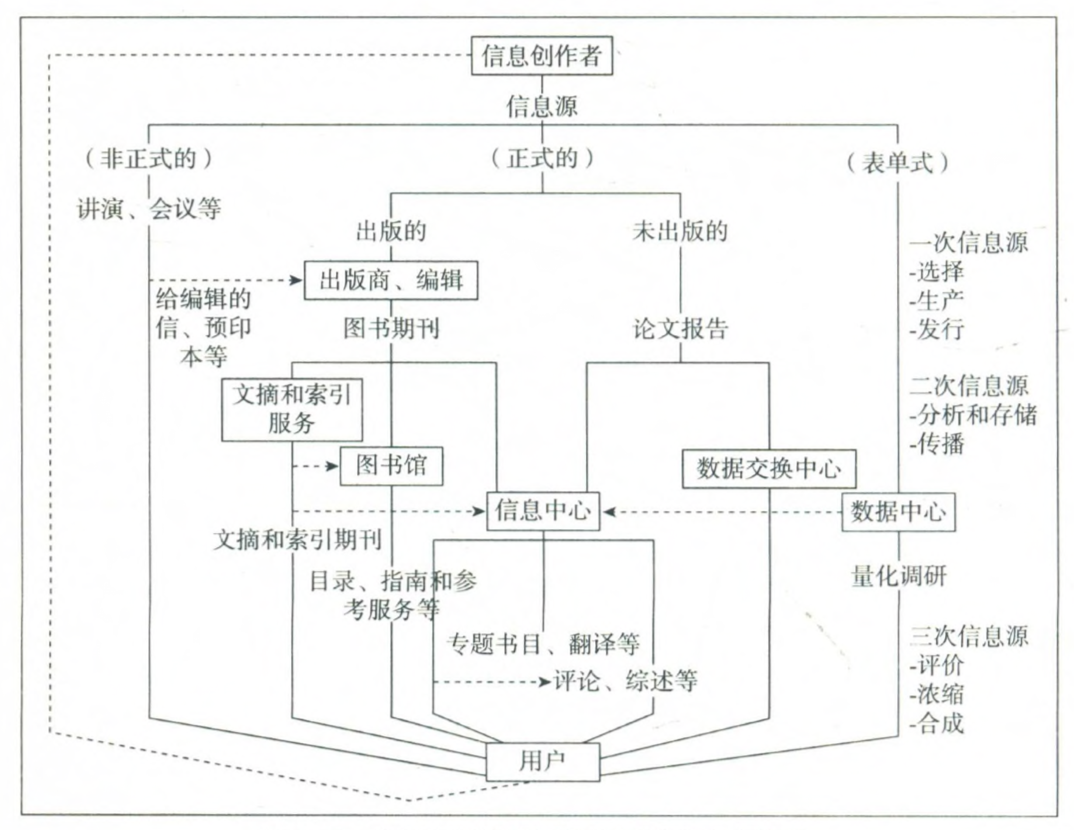 信息创作者
信息源
（非正式的）
（正式的）
（表单式）
讲演、会议等
出版的
未出版的
一次信息源
-选择
-生产
-发行
出版商、编辑
给编辑的
信、预印
本等
图书期刊
论文报告
文摘和索引
服务
二次信息源
-分析和存储
-传播
图书馆
数据交换中心
信息中心
数据中心
文摘和索引期刊
目录、指南和参
考服务等
量化调研
专题书目、翻译等
评论、综述等
三次信息源
-评价
-浓缩
-合成
用户